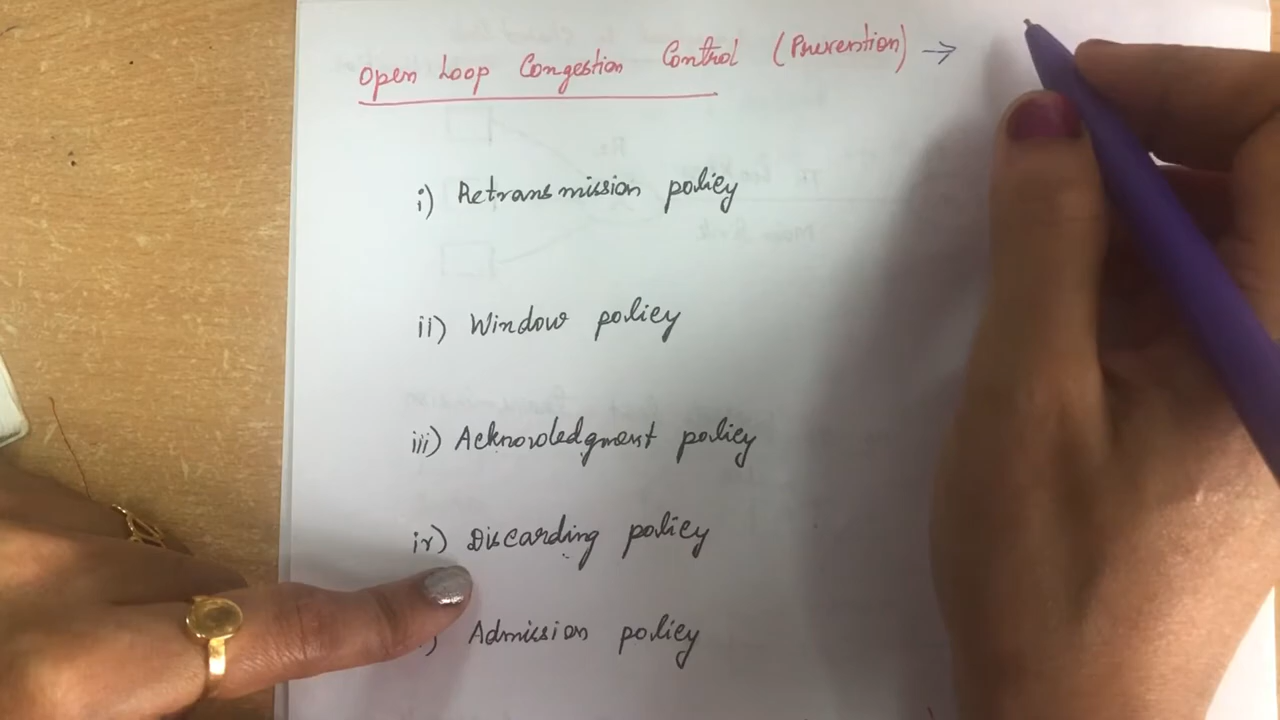 Open Loop Congestion Control (Prevention) →
i) Retransmission policy
ii) Window policy
iii) Acknowledgment policy
iv) Discarding policy
) Admission policy